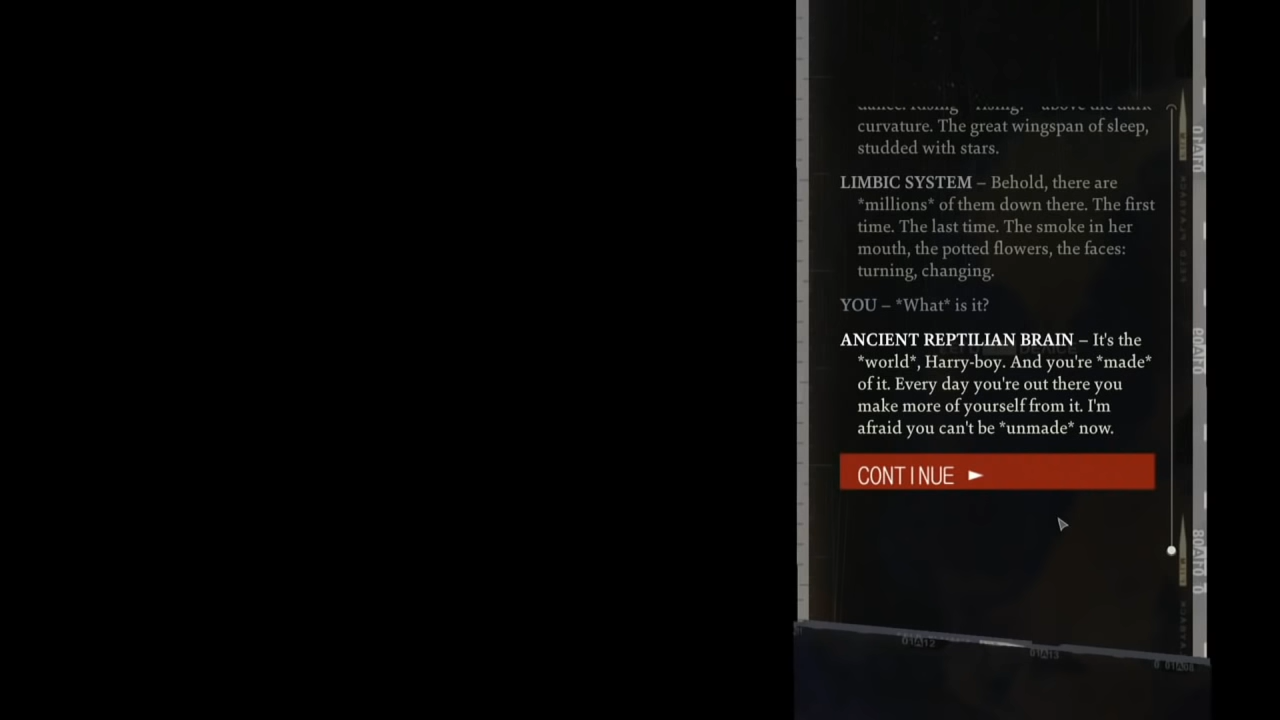 curvature. The great wingspan of sleep,
studded with stars.
LIMBIC SYSTEM – Behold, there are
*millions* of them down there. The first
time. The last time. The smoke in her
mouth, the potted flowers, the faces:
turning, changing.
YOU – *What* is it?
ANCIENT REPTILIAN BRAIN – It's the
*world*, Harry-boy. And you're *made*
of it. Every day you're out there you
make more of yourself from it. I'm
afraid you can't be *unmade* now.
CONTINUE ►